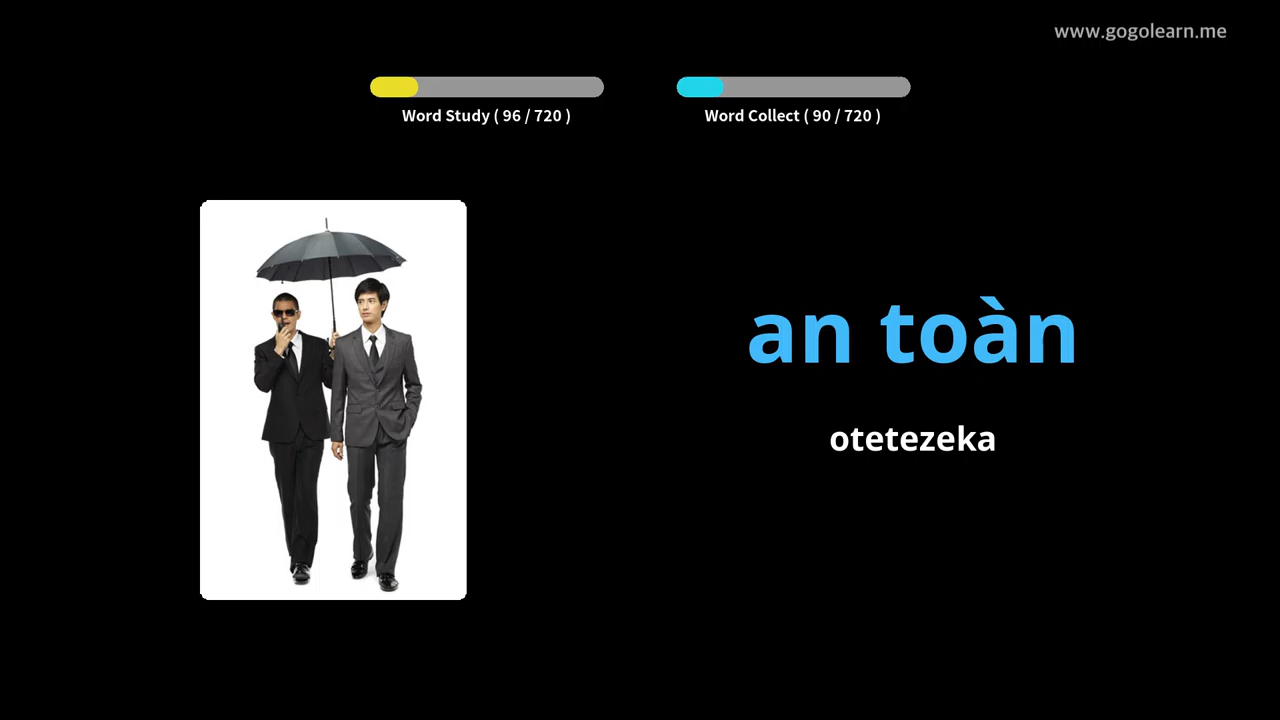 www.gogolearn.me
Word Study ( 96 / 720 )
Word Collect ( 90 / 720 )
an toàn
otetezeka